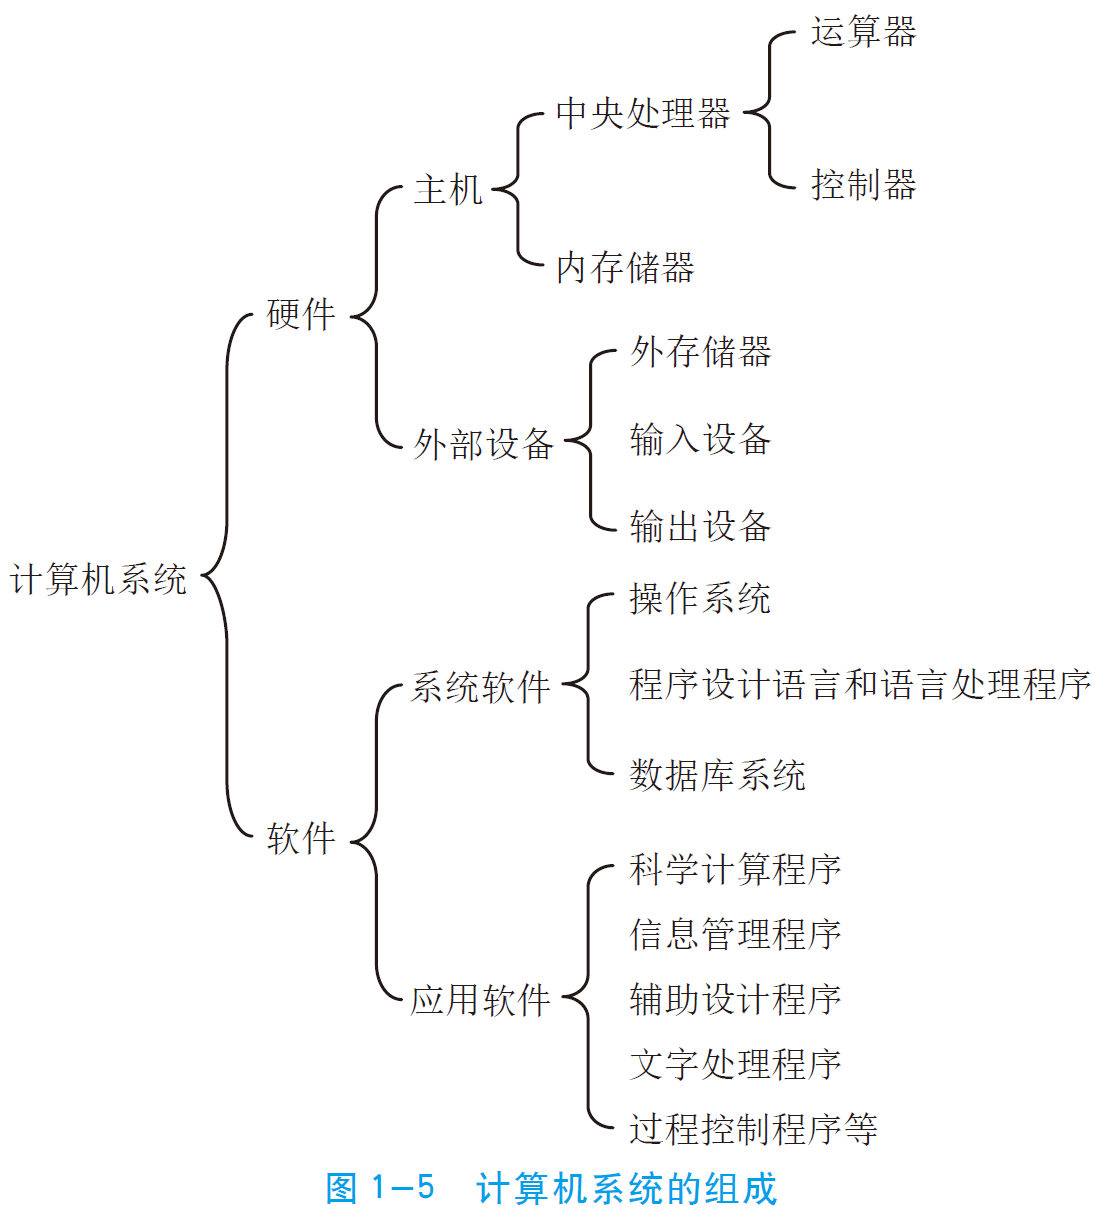 运算器
中央处理器
控制器
主机
内存储器
硬件
外存储器
输入设备
外部设备
输出设备
计算机系统
操作系统
系统软件
程序设计语言和语言处理程序
数据库系统
软件
科学计算程序
信息管理程序
应用软件
辅助设计程序
文字处理程序
过程控制程序等
图 1-5 计算机系统的组成